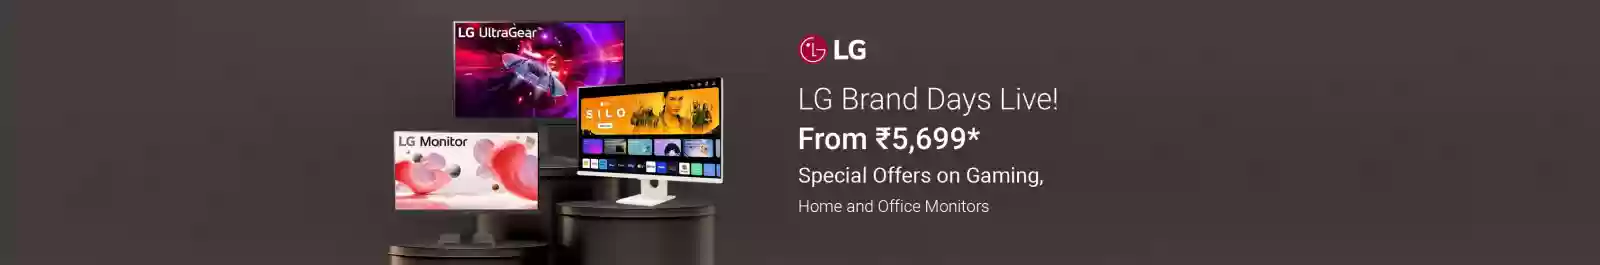 LG UltraGear
SILO
LG Monitor
LG
LG Brand Days Live!
From ₹5,699*
Special Offers on Gaming,
Home and Office Monitors